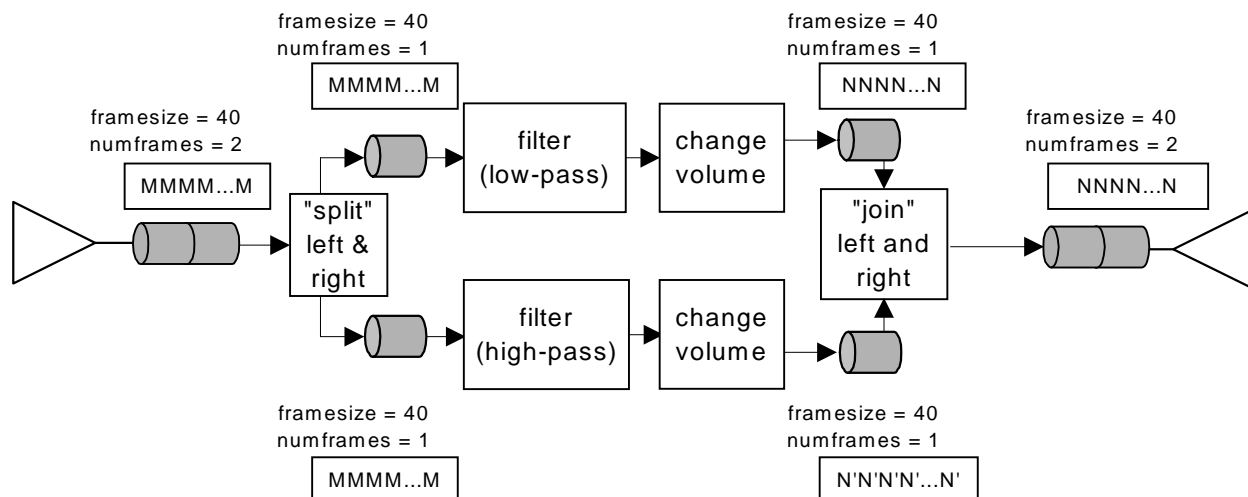 framesize = 40
numframes = 1
MMMM...M
framesize = 40
numframes = 1
NNNN...N
framesize = 40
numframes = 2
MMMM...M
framesize = 40
numframes = 2
NNNN...N
filter
(low-pass)
change
volume
"split"
left &
right
"join"
left and
right
filter
(high-pass)
change
volume
framesize = 40
numframes = 1
MMMM...M
framesize = 40
numframes = 1
N'N'N'N'...N'